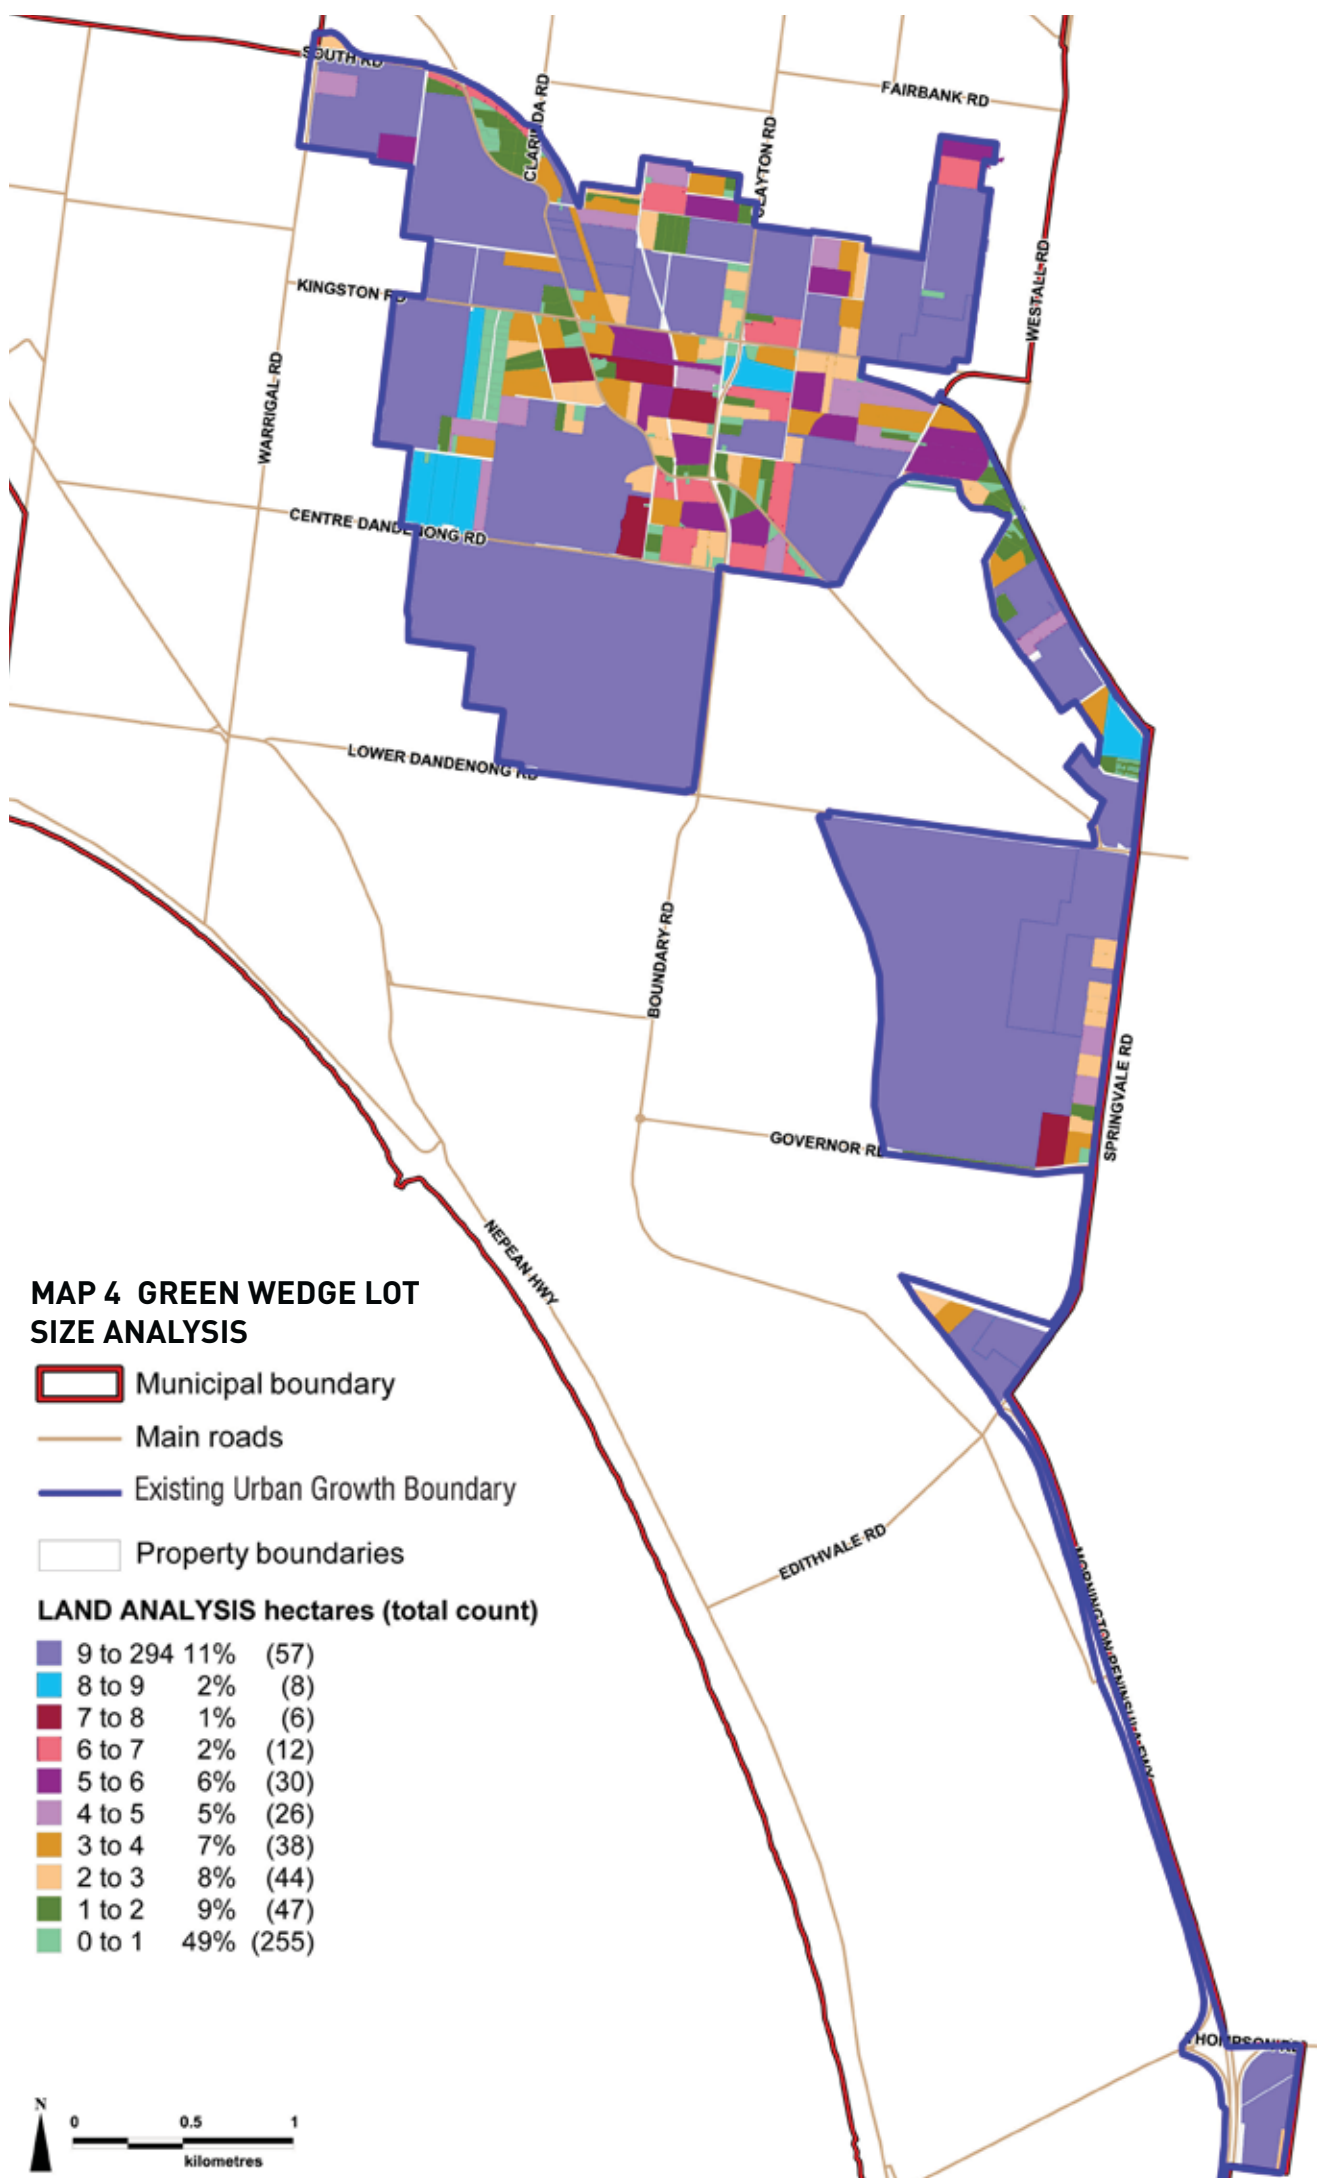 SOUTH RD
CLARINDA RD
FAIRBANK RD
CLAYTON RD
WESTALL RD
KINGSTON RD
WARRIGAL RD
CENTRE DANDENONG RD
LOWER DANDENONG RD
BOUNDARY RD
SPRINGVALE RD
GOVERNOR RD
NEPEAN HWY
MAP 4 GREEN WEDGE LOT
SIZE ANALYSIS
Municipal boundary
Main roads
Existing Urban Growth Boundary
Property boundaries
EDITHVALE RD
MORNINGTON PENINSULA FWY
LAND ANALYSIS hectares (total count)
9 to 294 11% (57)
8 to 9 2% (8)
7 to 8 1% (6)
6 to 7 2% (12)
5 to 6 6% (30)
4 to 5 5% (26)
3 to 4 7% (38)
2 to 3 8% (44)
1 to 2 9% (47)
0 to 1 49% (255)
THOMPSON RD
N
0 0.5 1
kilometres